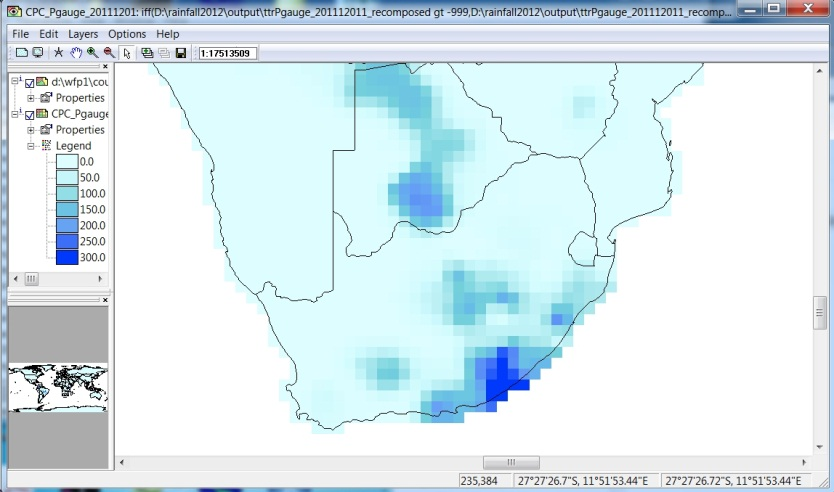 CPC_Pgauge_20111201: iff(D:\rainfall2012\output\ttrPgauge_201112011_recomposed gt -999,D:\rainfall2012\output\ttrPgauge_201112011_recomp...
File Edit Layers Options Help
1:17513509
d:\wfp1\cou
Properties
CPC_Pgauge
Properties
Legend
0.0
50.0
100.0
150.0
200.0
250.0
300.0
235,384 27°27'26.7"S, 11°51'53.44"E 27°27'26.72"S, 11°51'53.44"E